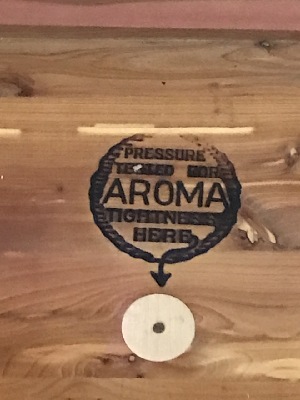 PRESSURE
TESTED FOR
AROMA
TIGHTNESS
HERE